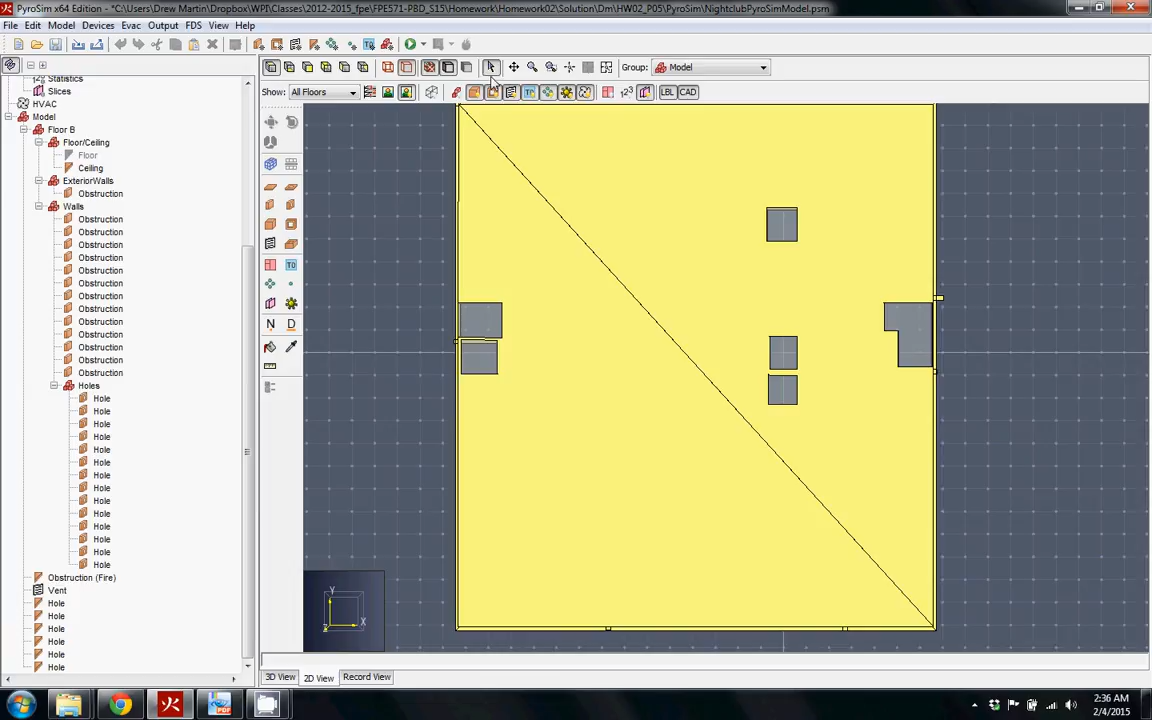 PyroSim x64 Edition - *C:\Users\Drew Martin\Dropbox\WPI\Classes\2012-2015_fpe\FPE571-PBD_S15\Homework\Homework02\Solution\Dm\HW02_P05\PyroSim\NightclubPyroSimModel.psm
File Edit Model Devices Evac Output FDS View Help
Group: Model
Show: All Floors
LBL CAD
Statistics
Slices
HVAC
Model
Floor B
Floor/Ceiling
Floor
Ceiling
ExteriorWalls
Obstruction
Walls
Obstruction
Obstruction
Obstruction
Obstruction
Obstruction
Obstruction
Obstruction
Obstruction
Obstruction
Obstruction
Obstruction
Obstruction
Obstruction
Holes
Hole
Hole
Hole
Hole
Hole
Hole
Hole
Hole
Hole
Hole
Hole
Hole
Hole
Hole
Obstruction (Fire)
Vent
Hole
Hole
Hole
Hole
Hole
Hole
N D
Y
X
Z
3D View 2D View Record View
2:36 AM
2/4/2015